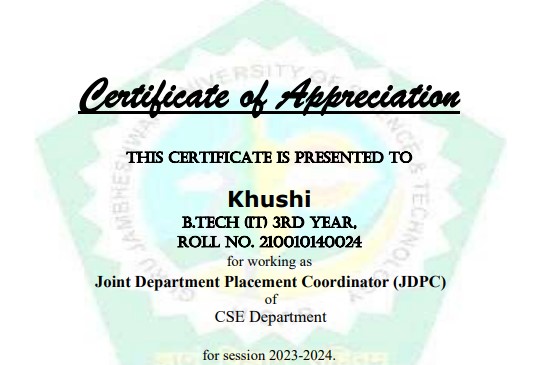 Certificate of Appreciation
THIS CERTIFICATE IS PRESENTED TO
Khushi
B.TECH (IT) 3RD YEAR,
ROLL NO. 210010140024
for working as
Joint Department Placement Coordinator (JDPC)
of
CSE Department
for session 2023-2024.